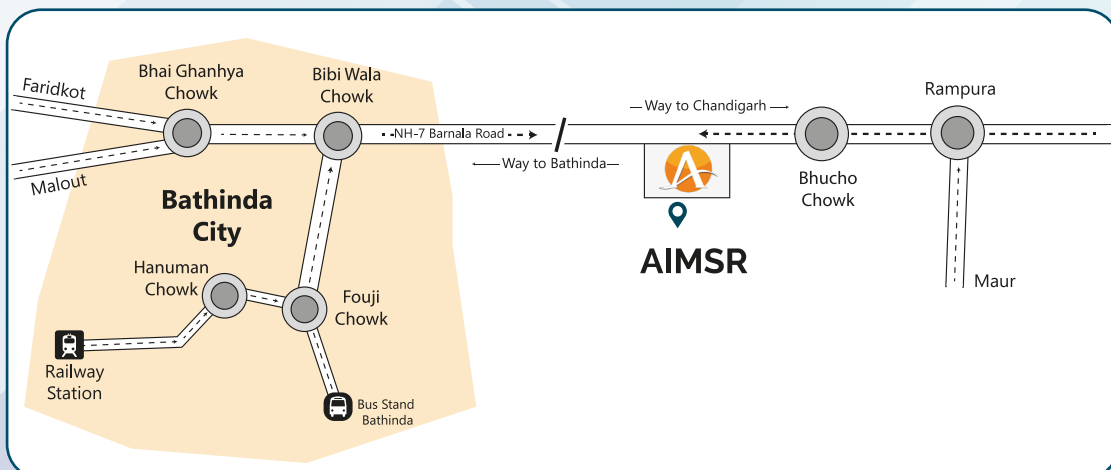 Faridkot
Malout
Bhai Ghanhya
Chowk
Bibi Wala
Chowk
NH-7 Barnala Road
Way to Chandigarh
Way to Bathinda
Rampura
Bhucho
Chowk
Maur
A
AIMSR
Bathinda
City
Hanuman
Chowk
Fouji
Chowk
Railway
Station
Bus Stand
Bathinda